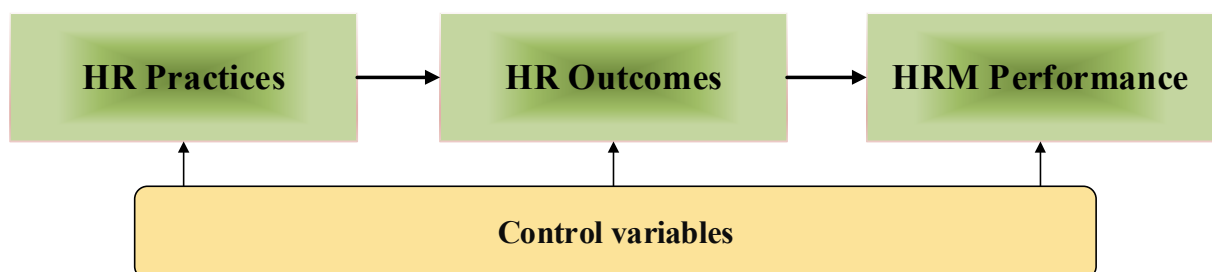 HR Practices
HR Outcomes
HRM Performance
Control variables